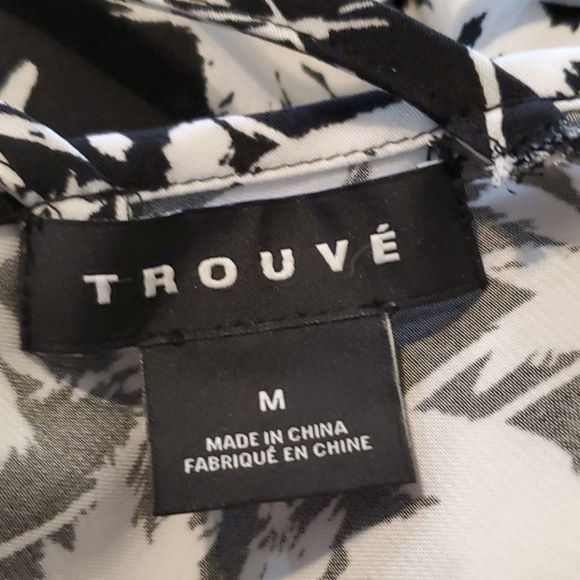 TROUVÉ
M
MADE IN CHINA
FABRIQUÉ EN CHINE